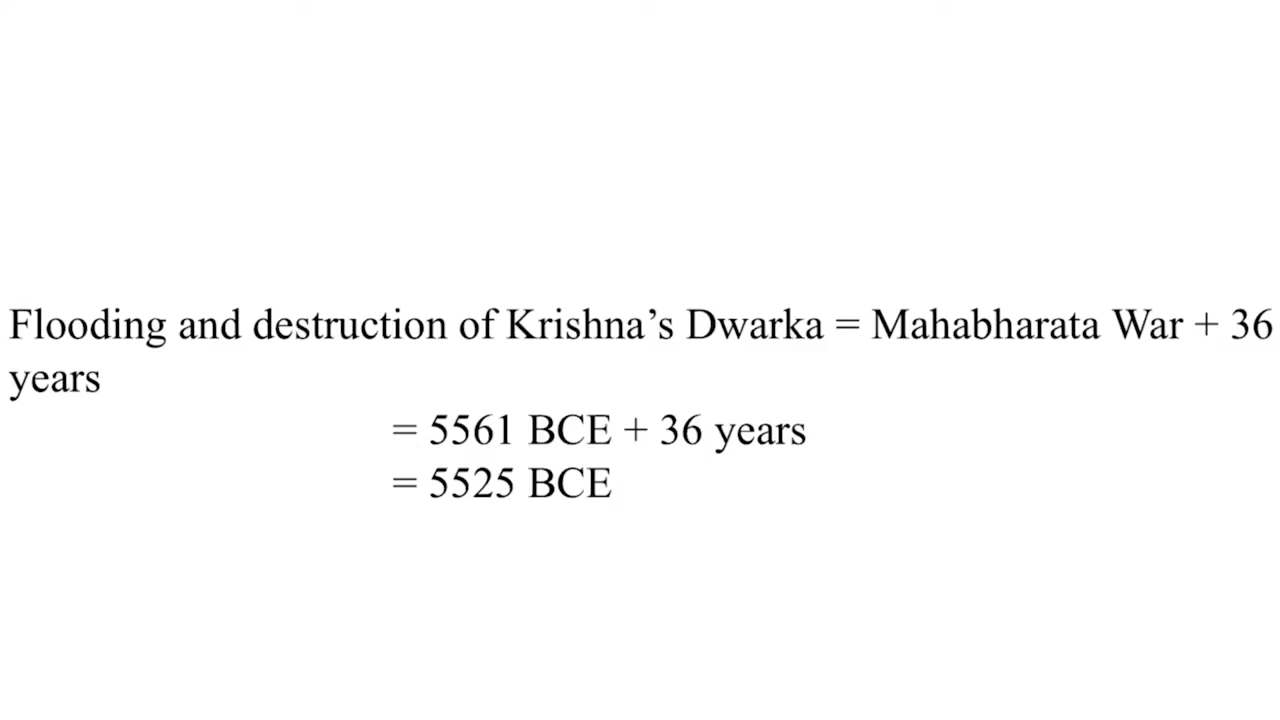 Flooding and destruction of Krishna’s Dwarka = Mahabharata War + 36
years
= 5561 BCE + 36 years
= 5525 BCE